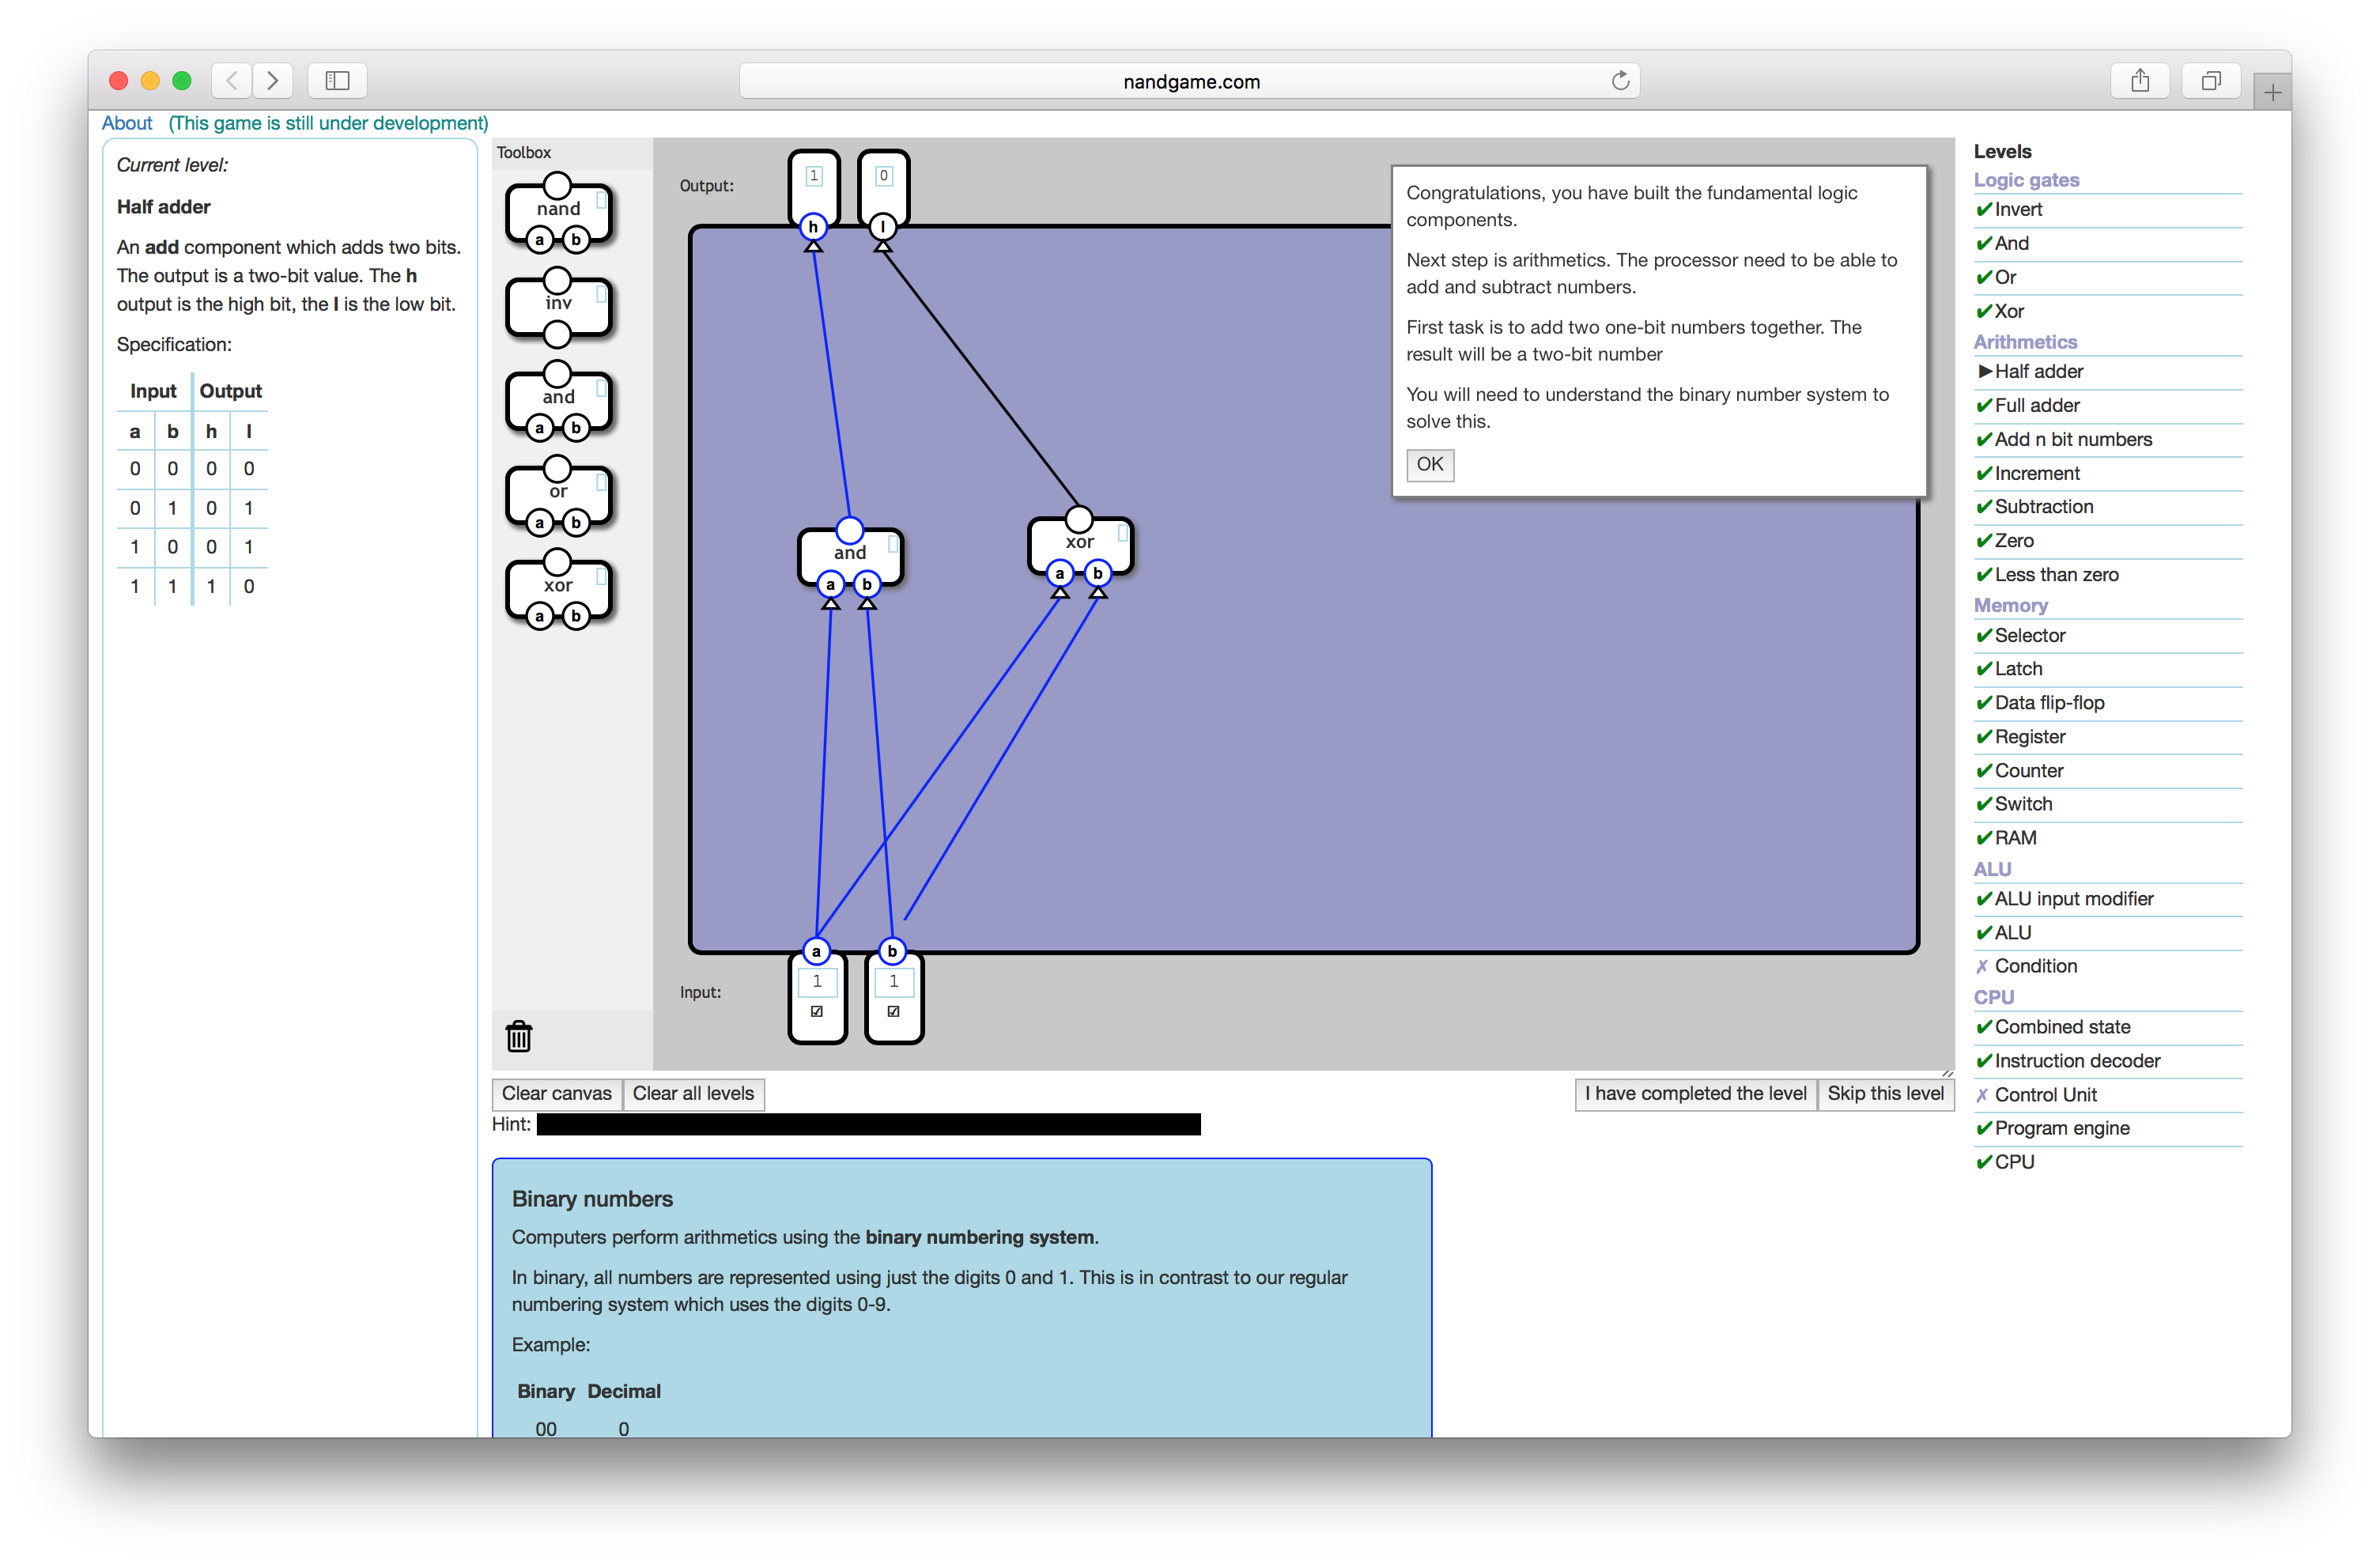 nandgame.com
About (This game is still under development)
Current level:
Half adder
An add component which adds two bits.
The output is a two-bit value. The h
output is the high bit, the l is the low bit.
Specification:
Input Output
a b h l
0 0 0 0
0 1 0 1
1 0 0 1
1 1 1 0
Toolbox
nand
a b
inv
and
a b
or
a b
xor
a b
Output:
1 0
h l
and
a b
xor
a b
a b
Input:
1 1
Congratulations, you have built the fundamental logic
components.
Next step is arithmetics. The processor need to be able to
add and subtract numbers.
First task is to add two one-bit numbers together. The
result will be a two-bit number
You will need to understand the binary number system to
solve this.
OK
Clear canvas Clear all levels
I have completed the level Skip this level
Hint:
Binary numbers
Computers perform arithmetics using the binary numbering system.
In binary, all numbers are represented using just the digits 0 and 1. This is in contrast to our regular
numbering system which uses the digits 0-9.
Example:
Binary Decimal
00 0
Levels
Logic gates
✔Invert
✔And
✔Or
✔Xor
Arithmetics
▶Half adder
✔Full adder
✔Add n bit numbers
✔Increment
✔Subtraction
✔Zero
✔Less than zero
Memory
✔Selector
✔Latch
✔Data flip-flop
✔Register
✔Counter
✔Switch
✔RAM
ALU
✔ALU input modifier
✔ALU
✗ Condition
CPU
✔Combined state
✔Instruction decoder
✗ Control Unit
✔Program engine
✔CPU